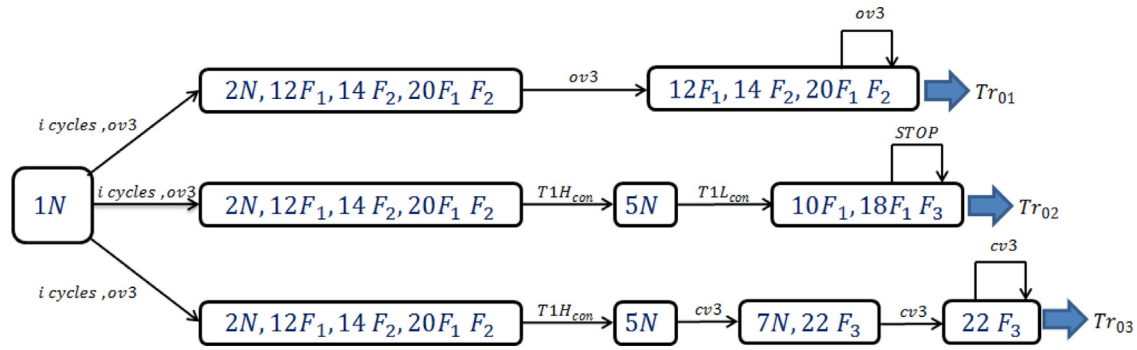 ov3
i cycles ,ov3
2N, 12F₁, 14 F₂, 20F₁ F₂
ov3
12F₁, 14 F₂, 20F₁ F₂
Tr₀₁
1N
i cycles ,ov3
2N, 12F₁, 14 F₂, 20F₁ F₂
T1H_con
5N
T1L_con
STOP
10F₁, 18F₁ F₃
Tr₀₂
i cycles ,ov3
2N, 12F₁, 14 F₂, 20F₁ F₂
T1H_con
5N
cv3
7N, 22 F₃
cv3
cv3
22 F₃
Tr₀₃